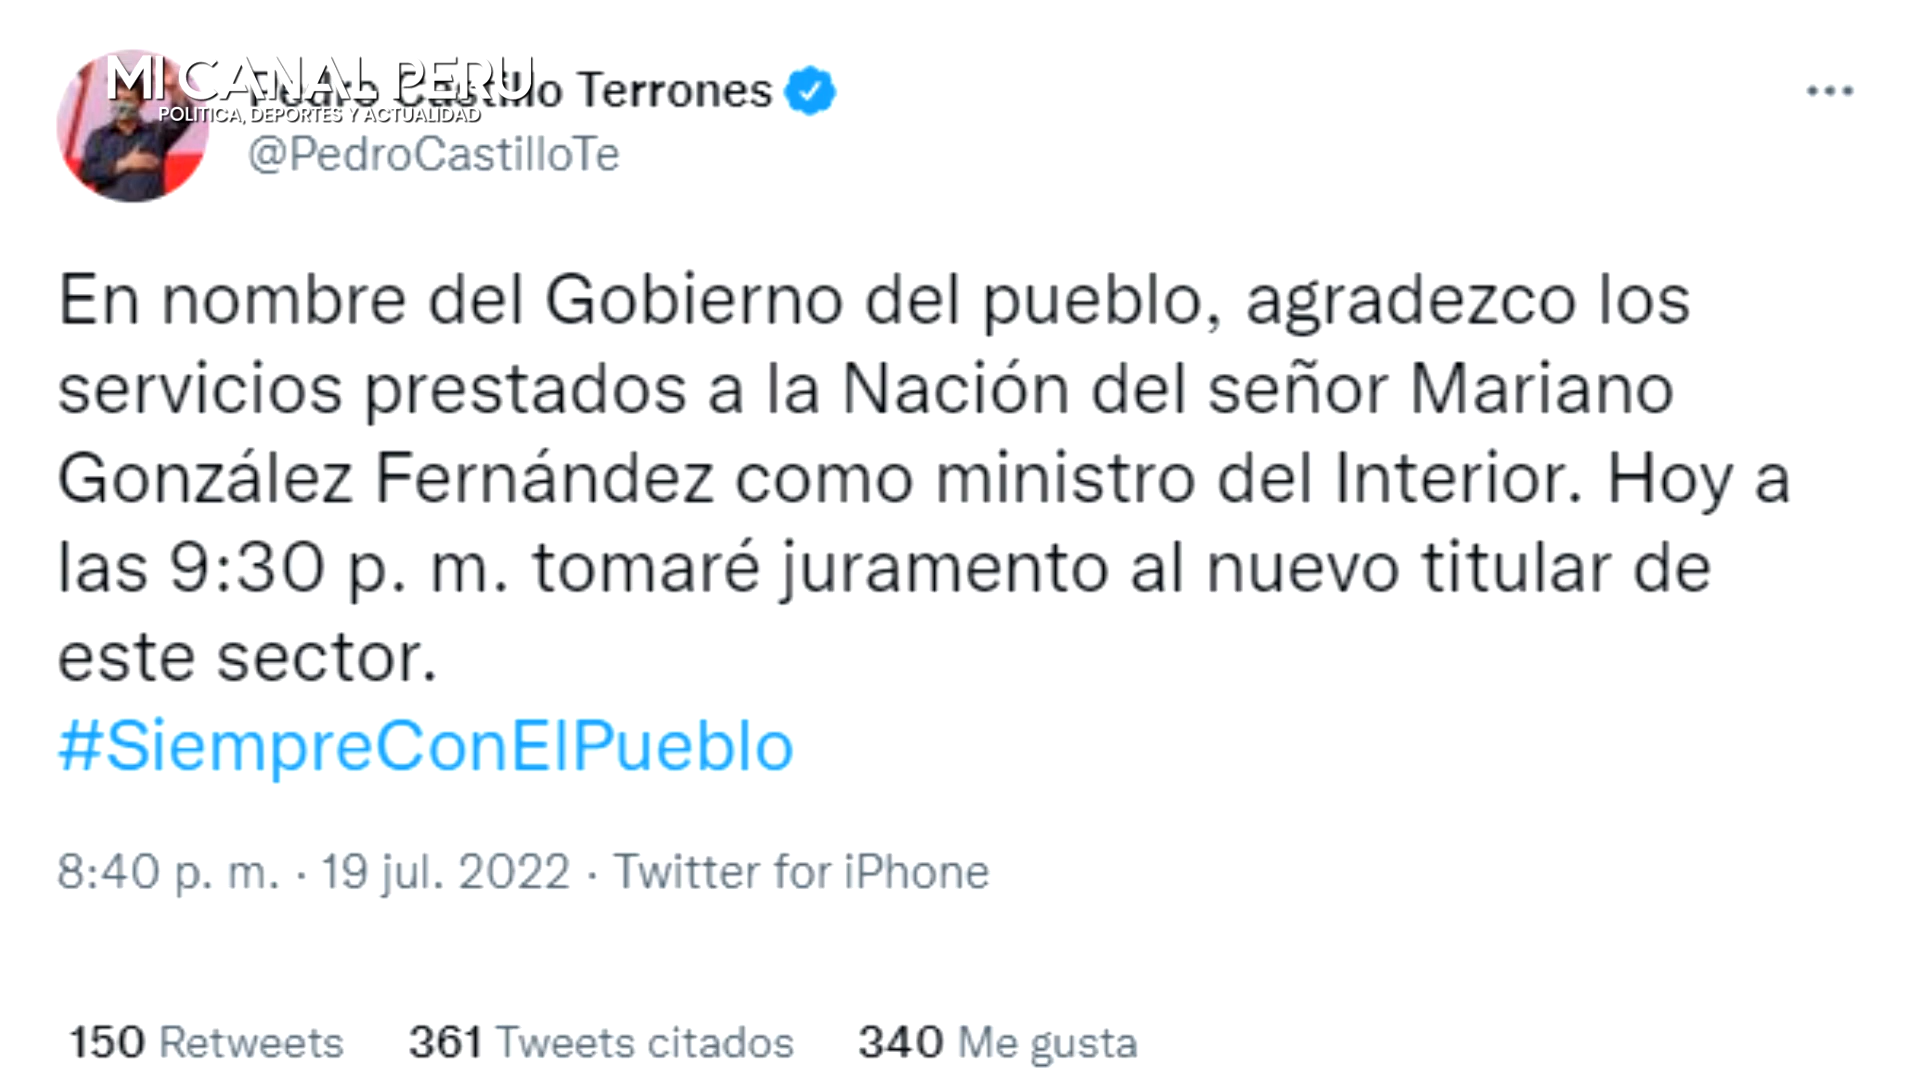 MI CANAL PERU
POLITICA, DEPORTES Y ACTUALIDAD
Pedro Castillo Terrones
@PedroCastilloTe
En nombre del Gobierno del pueblo, agradezco los
servicios prestados a la Nación del señor Mariano
González Fernández como ministro del Interior. Hoy a
las 9:30 p. m. tomaré juramento al nuevo titular de
este sector.
#SiempreConElPueblo
8:40 p. m. · 19 jul. 2022 · Twitter for iPhone
150 Retweets 361 Tweets citados 340 Me gusta